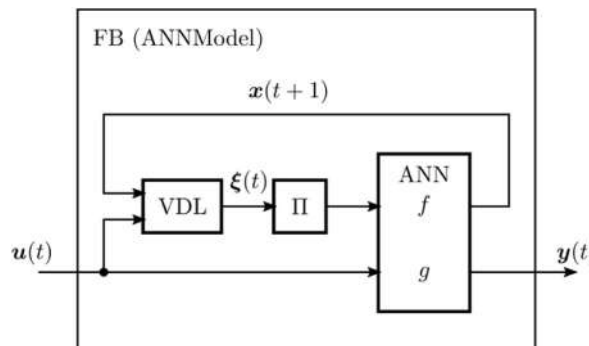 FB (ANNModel)
x(t + 1)
ANN
ξ(t)
VDL
Π
f
u(t)
g
y(t